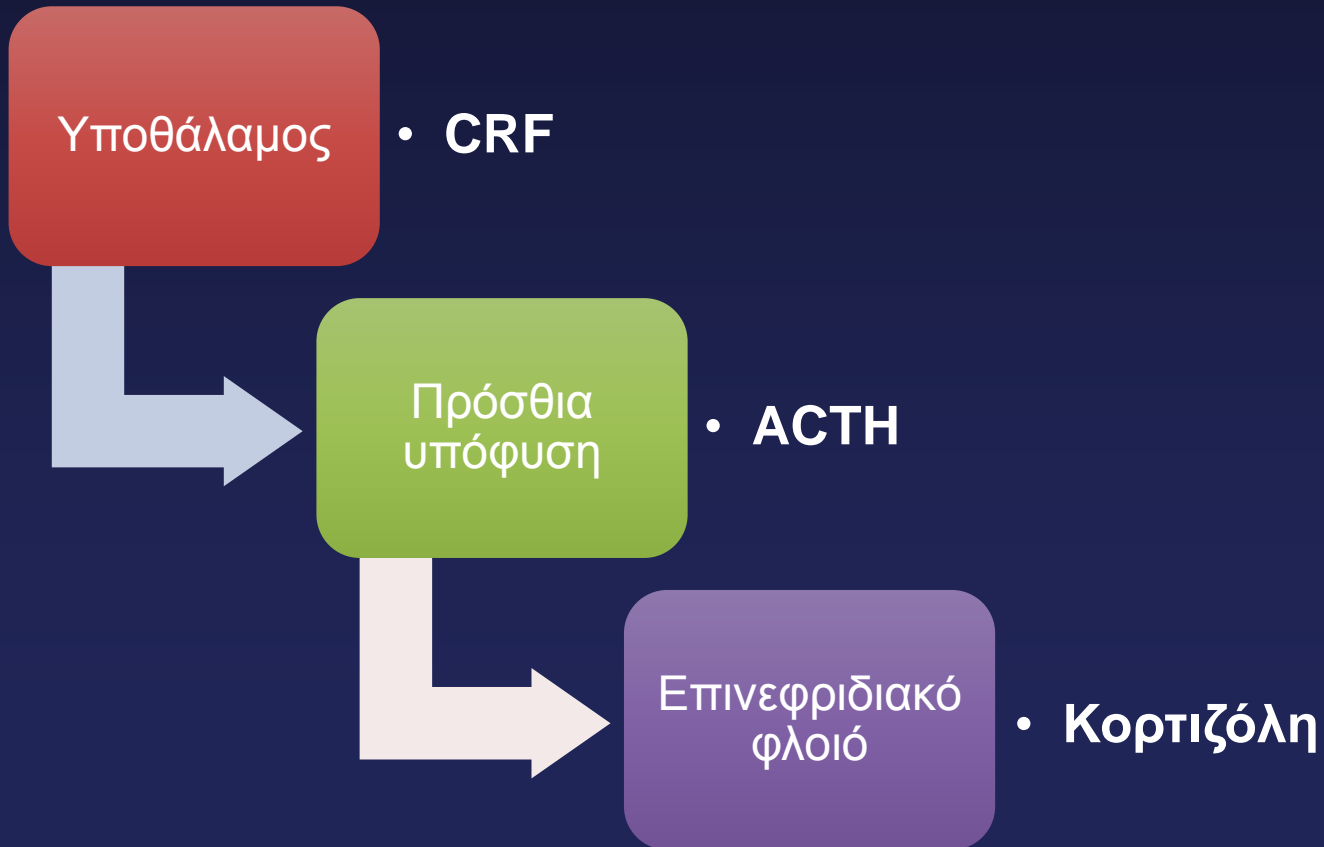 Υποθάλαμος
• CRF
Πρόσθια
υπόφυση
• ACTH
Επινεφριδιακό
φλοιό
• Κορτιζόλη